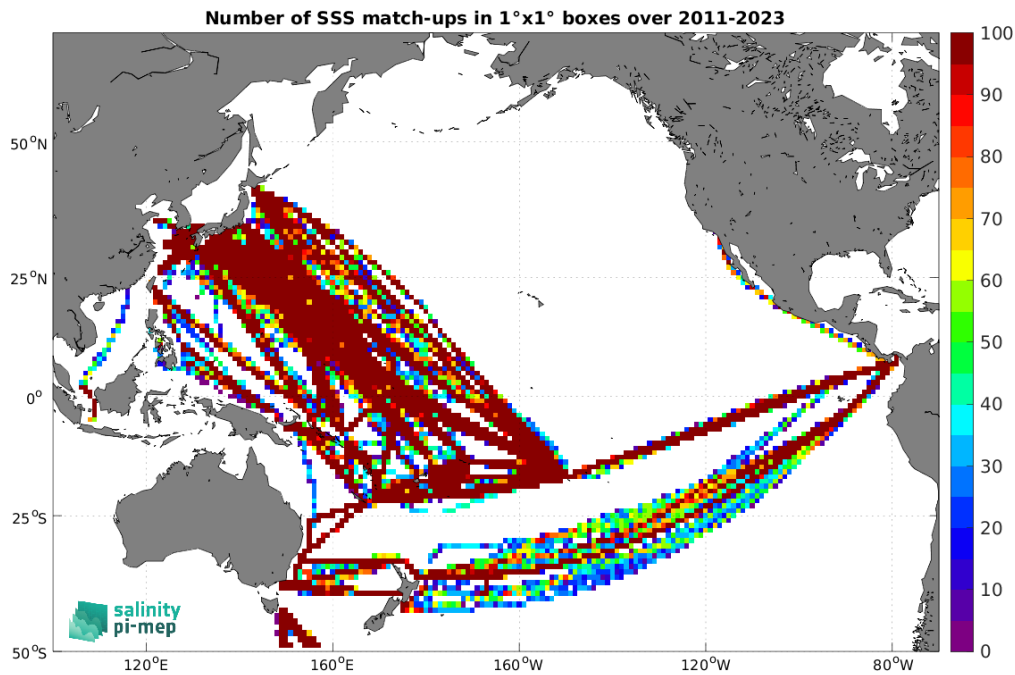 Number of SSS match-ups in 1°x1° boxes over 2011-2023
100
90
80
70
60
50
40
30
20
10
0
50°N
25°N
0°
25°S
50°S
120°E
160°E
160°W
120°W
80°W
salinity
pi-mep